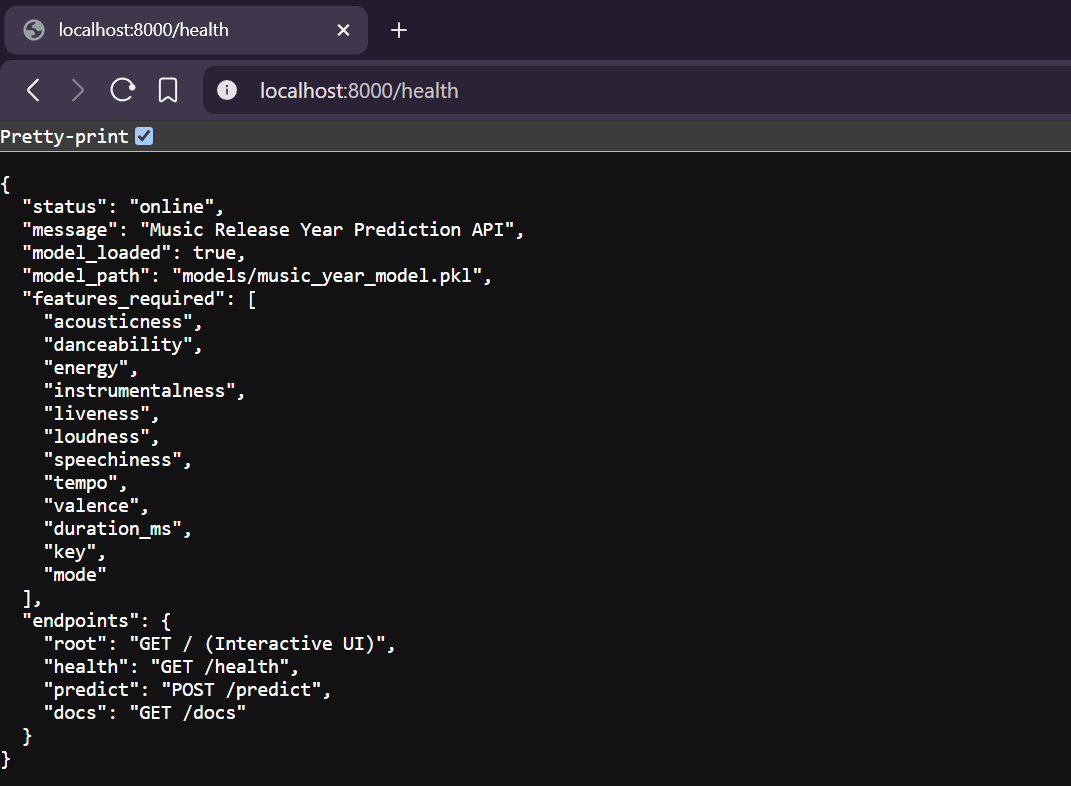 localhost:8000/health
localhost:8000/health
Pretty-print
{
  "status": "online",
  "message": "Music Release Year Prediction API",
  "model_loaded": true,
  "model_path": "models/music_year_model.pkl",
  "features_required": [
    "acousticness",
    "danceability",
    "energy",
    "instrumentalness",
    "liveness",
    "loudness",
    "speechiness",
    "tempo",
    "valence",
    "duration_ms",
    "key",
    "mode"
  ],
  "endpoints": {
    "root": "GET / (Interactive UI)",
    "health": "GET /health",
    "predict": "POST /predict",
    "docs": "GET /docs"
  }
}